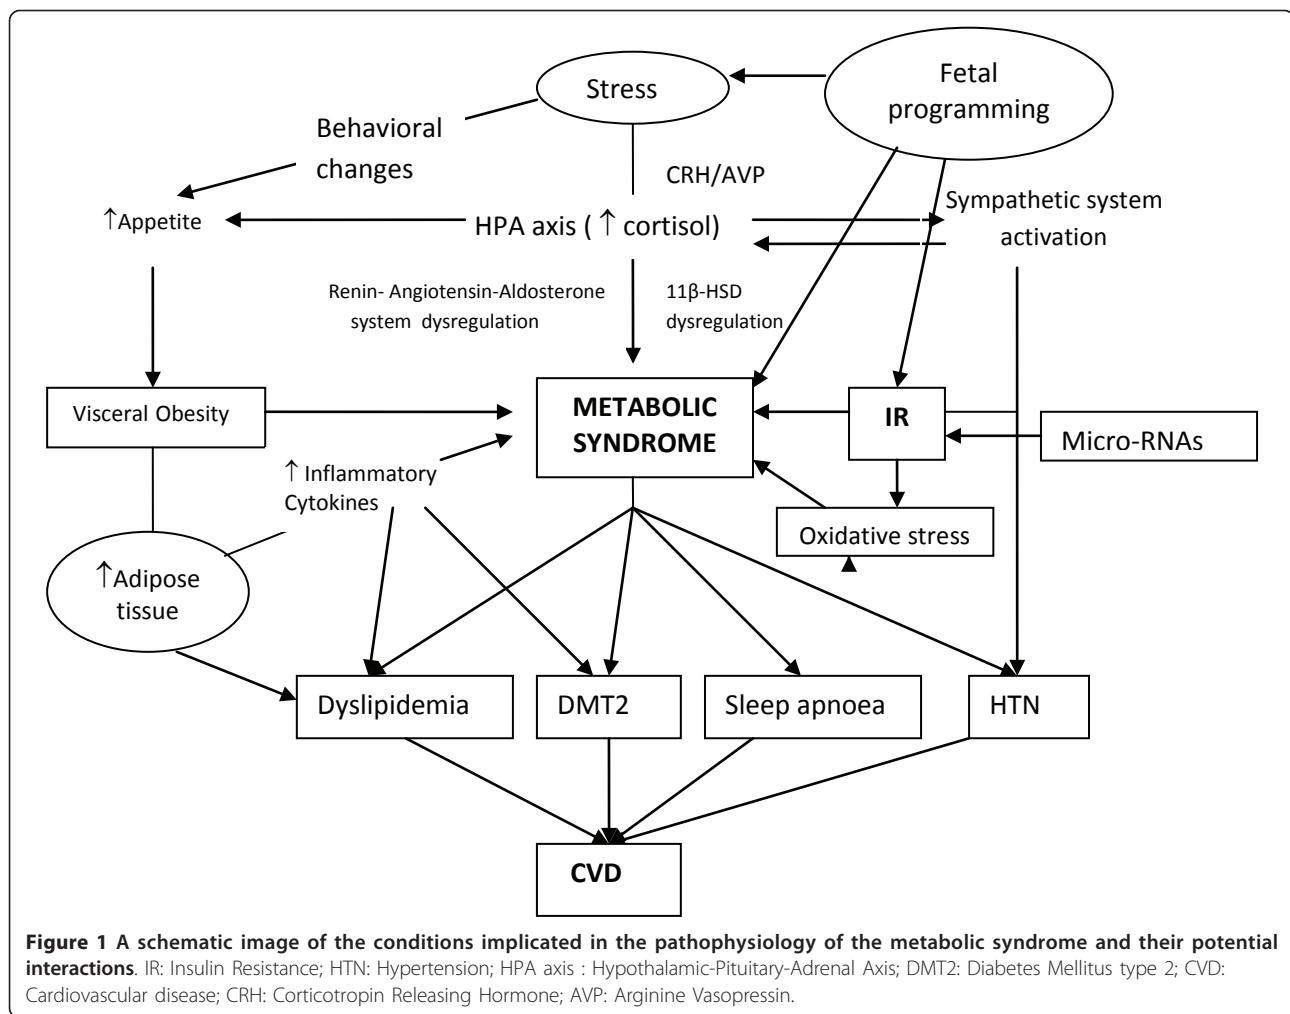 Stress
Fetal
programming
Behavioral
changes
CRH/AVP
↑Appetite
HPA axis ( ↑ cortisol)
Sympathetic system
activation
Renin- Angiotensin-Aldosterone
system dysregulation
11β-HSD
dysregulation
Visceral Obesity
METABOLIC
SYNDROME
IR
Micro-RNAs
↑ Inflammatory
Cytokines
Oxidative stress
↑Adipose
tissue
Dyslipidemia
DMT2
Sleep apnoea
HTN
CVD
Figure 1 A schematic image of the conditions implicated in the pathophysiology of the metabolic syndrome and their potential
interactions. IR: Insulin Resistance; HTN: Hypertension; HPA axis : Hypothalamic-Pituitary-Adrenal Axis; DMT2: Diabetes Mellitus type 2; CVD:
Cardiovascular disease; CRH: Corticotropin Releasing Hormone; AVP: Arginine Vasopressin.